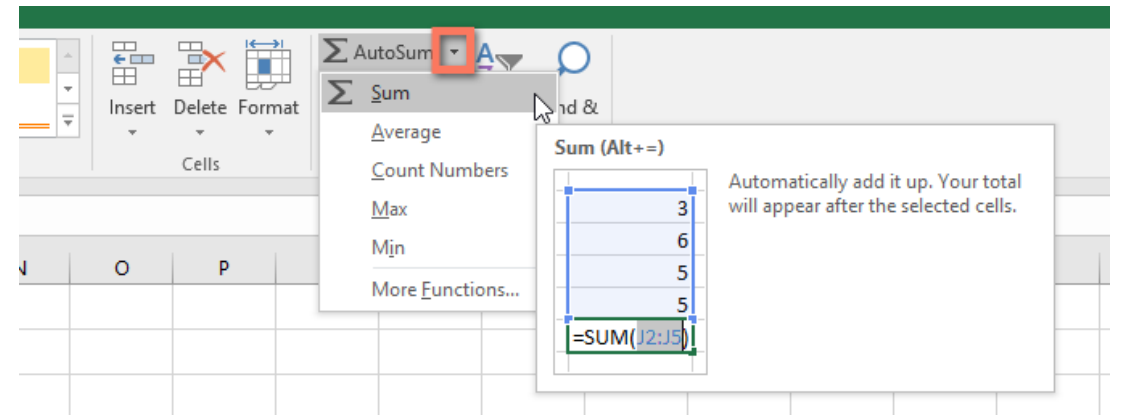 AutoSum
Insert Delete Format
Cells
Sum
Average
Count Numbers
Max
Min
More Functions...
nd &
Sum (Alt+=)
Automatically add it up. Your total
will appear after the selected cells.
3
6
5
5
=SUM(J2:J5)
O P